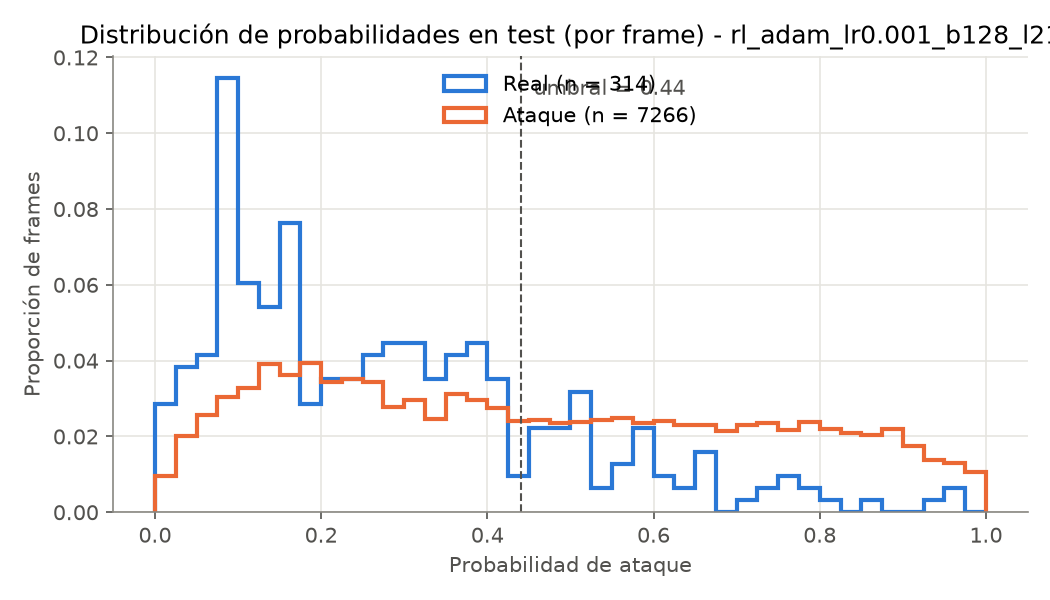 Distribución de probabilidades en test (por frame) - rl_adam_lr0.001_b128_l21
Real (n = 314)
umbral = 0.44
Ataque (n = 7266)
Proporción de frames
0.12
0.10
0.08
0.06
0.04
0.02
0.00
0.0 0.2 0.4 0.6 0.8 1.0
Probabilidad de ataque